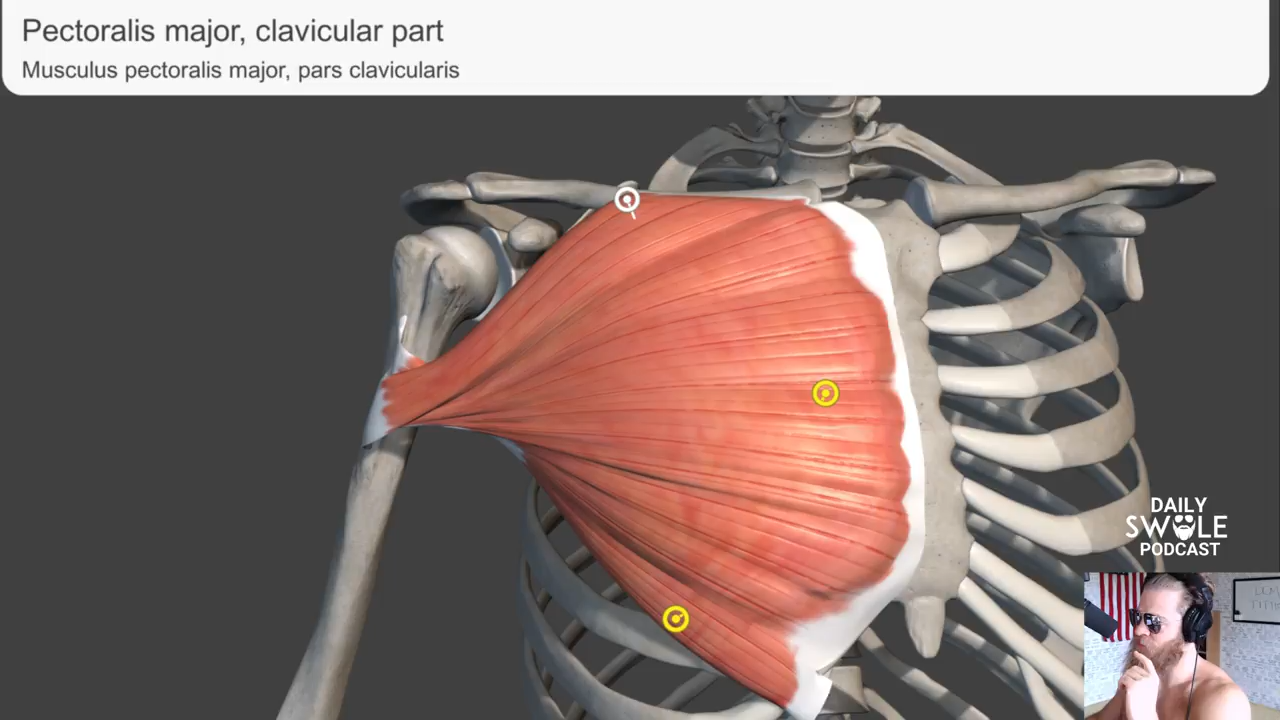 Pectoralis major, clavicular part
Musculus pectoralis major, pars clavicularis
DAILY
SWOLE
PODCAST